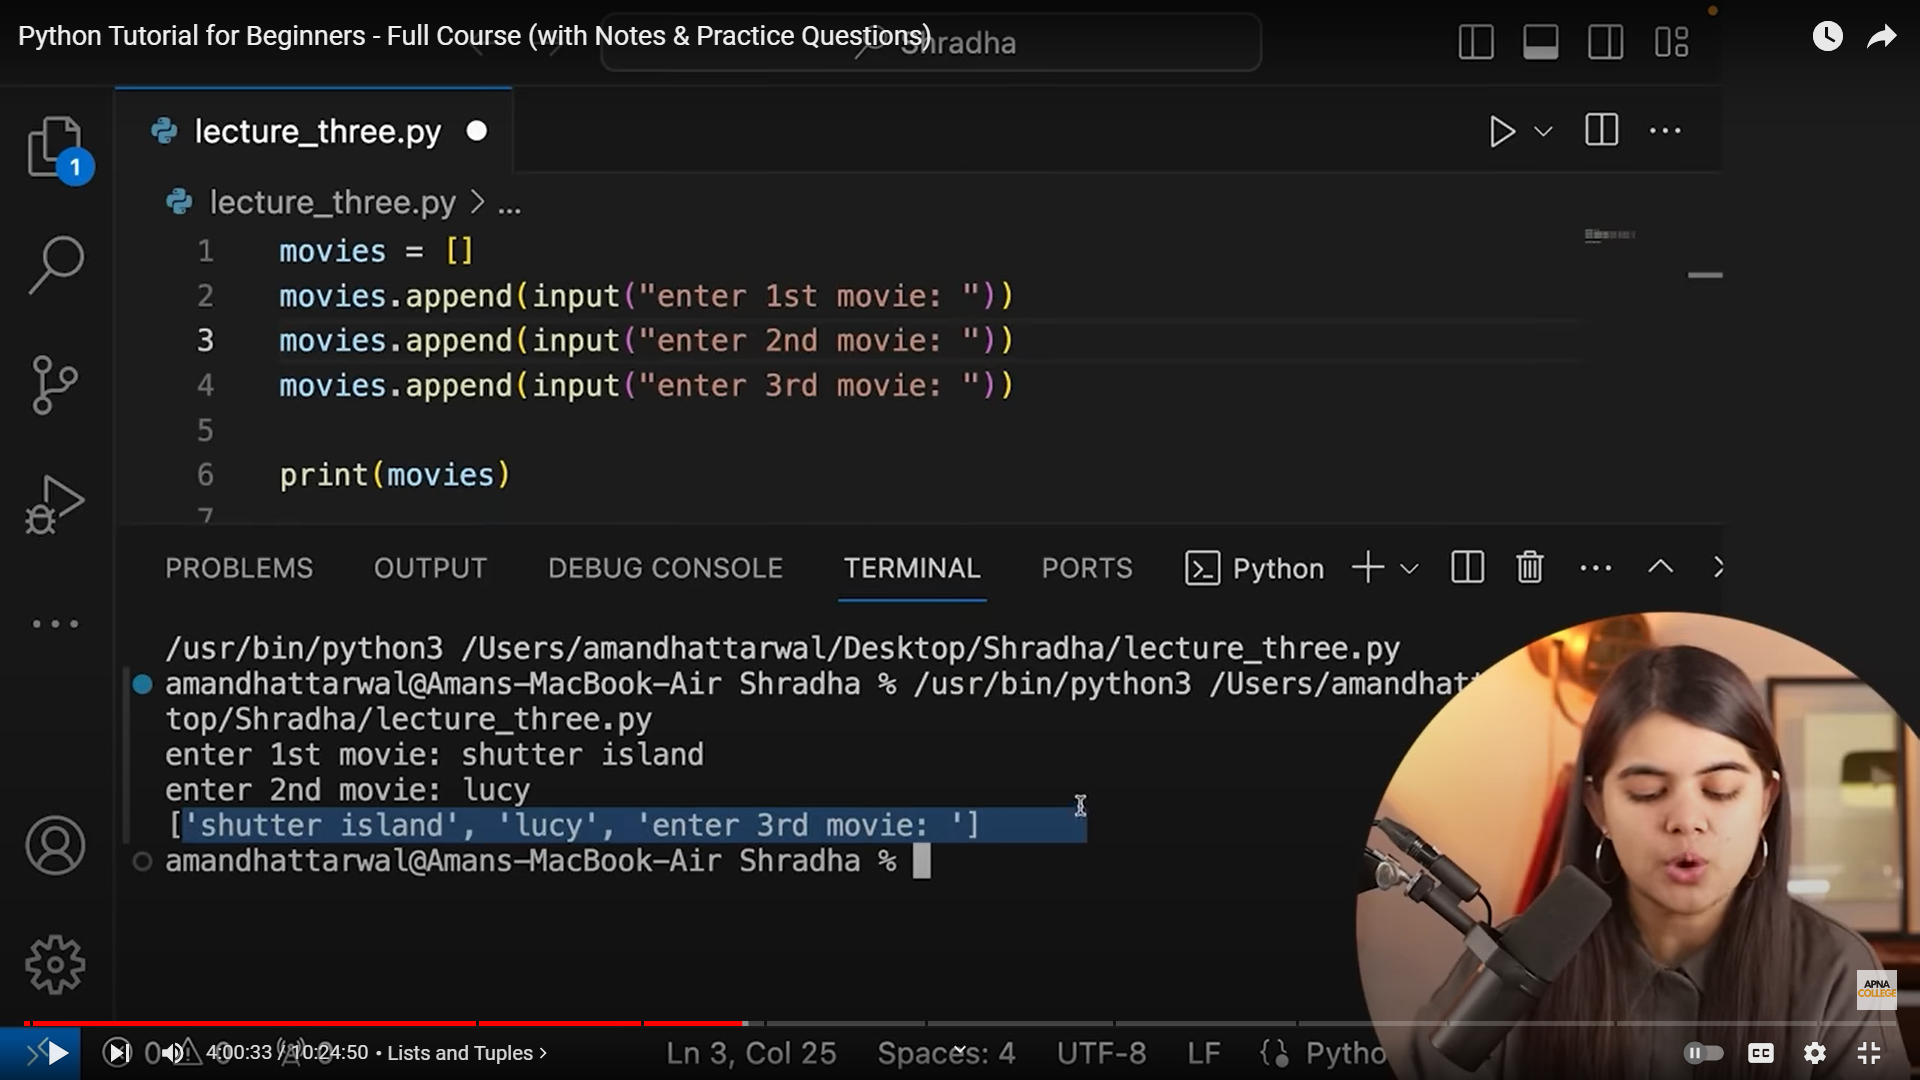 Python Tutorial for Beginners - Full Course (with Notes & Practice Questions)
Shradha
1
lecture_three.py
lecture_three.py > ...
1 movies = []
2 movies.append(input("enter 1st movie: "))
3 movies.append(input("enter 2nd movie: "))
4 movies.append(input("enter 3rd movie: "))
5
6 print(movies)
7
PROBLEMS OUTPUT DEBUG CONSOLE TERMINAL PORTS Python
/usr/bin/python3 /Users/amandhattarwal/Desktop/Shradha/lecture_three.py
amandhattarwal@Amans-MacBook-Air Shradha % /usr/bin/python3 /Users/amandhat
top/Shradha/lecture_three.py
enter 1st movie: shutter island
enter 2nd movie: lucy
['shutter island', 'lucy', 'enter 3rd movie: ']
amandhattarwal@Amans-MacBook-Air Shradha %
APNA
COLLEGE
4:00:33 / 10:24:50 • Lists and Tuples >
Ln 3, Col 25 Spaces: 4 UTF-8 LF {} Pytho
CC